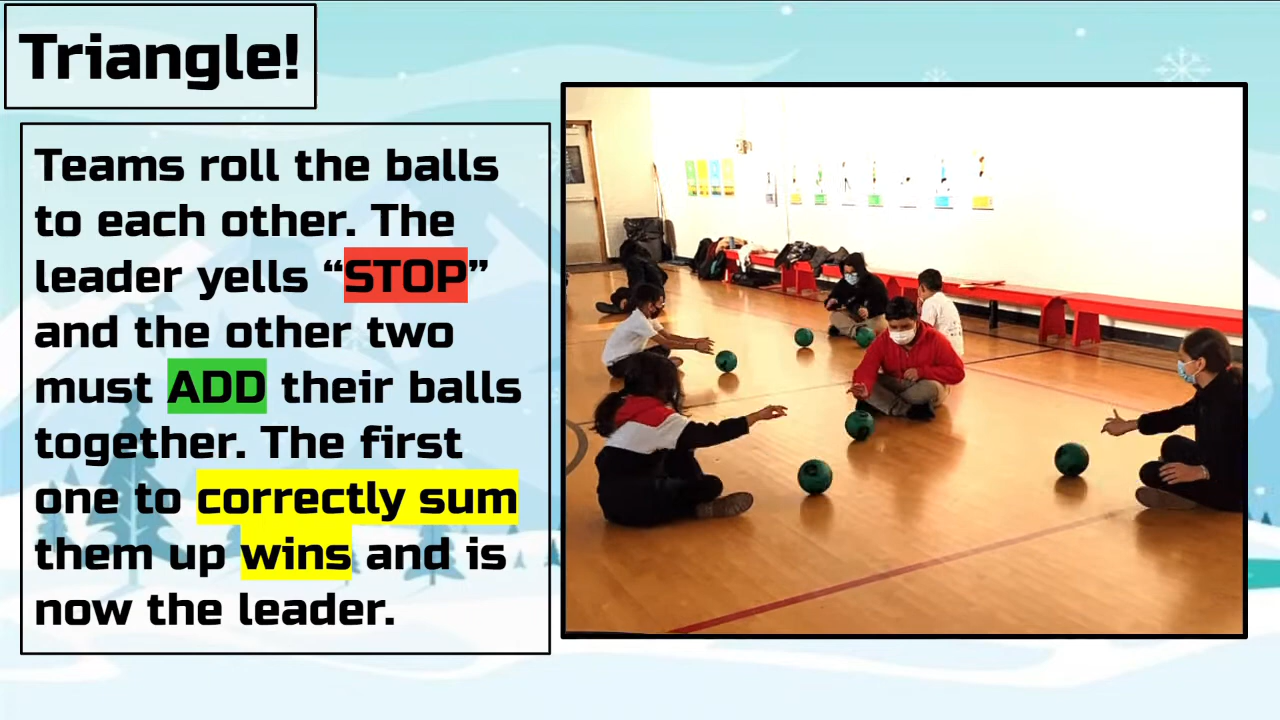 Triangle!
Teams roll the balls
to each other. The
leader yells “STOP”
and the other two
must ADD their balls
together. The first
one to correctly sum
them up wins and is
now the leader.